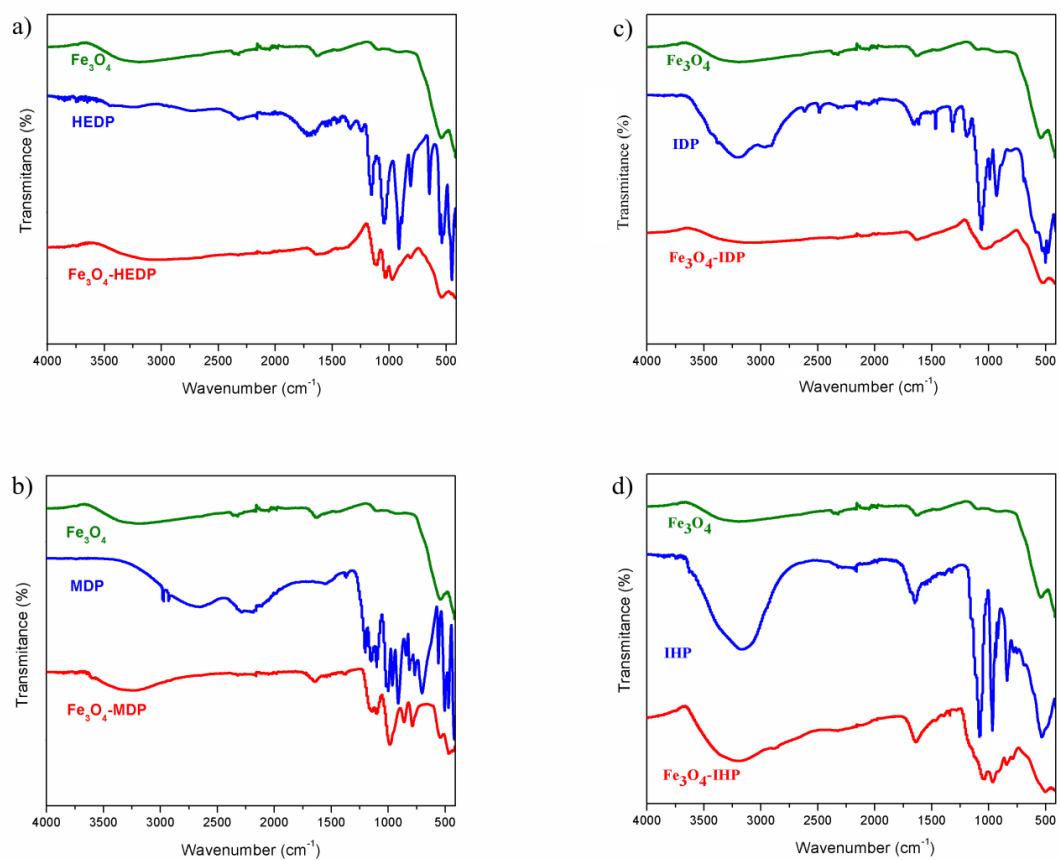 a)
Transmitance (%)
Fe₃O₄
HEDP
Fe₃O₄-HEDP
4000 3500 3000 2500 2000 1500 1000 500
Wavenumber (cm⁻¹)
c)
Transmitance (%)
Fe₃O₄
IDP
Fe₃O₄-IDP
4000 3500 3000 2500 2000 1500 1000 500
Wavenumber (cm⁻¹)
b)
Transmitance (%)
Fe₃O₄
MDP
Fe₃O₄-MDP
4000 3500 3000 2500 2000 1500 1000 500
Wavenumber (cm⁻¹)
d)
Transmitance (%)
Fe₃O₄
IHP
Fe₃O₄-IHP
4000 3500 3000 2500 2000 1500 1000 500
Wavenumber (cm⁻¹)